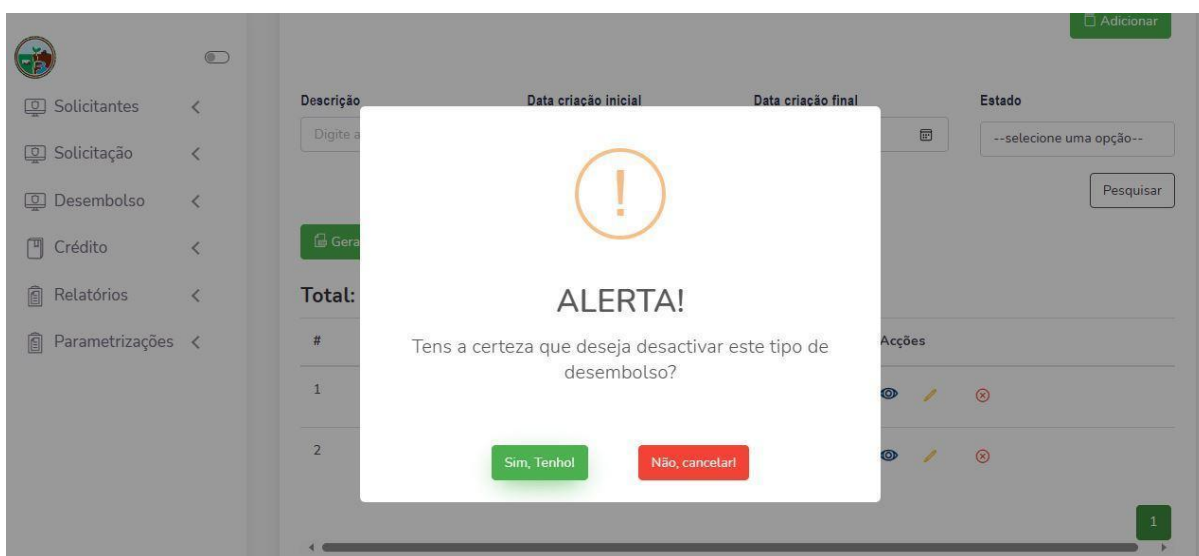 Adicionar
Solicitantes
Solicitação
Desembolso
Crédito
Relatórios
Parametrizações
Descrição
Data criação inicial
Data criação final
Estado
Digite a
--selecione uma opção--
Pesquisar
Gera
Total:
#
Acções
1
2
ALERTA!
Tens a certeza que deseja desactivar este tipo de
desembolso?
Sim, Tenho!
Não, cancelar!
1